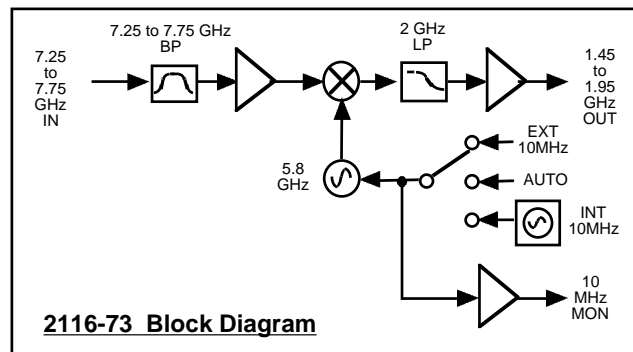 7.25 to 7.75 GHz
BP
2 GHz
LP
7.25
to
7.75
GHz
IN
1.45
to
1.95
GHz
OUT
5.8
GHz
EXT
10MHz
AUTO
INT
10MHz
10
MHz
MON
2116-73 Block Diagram